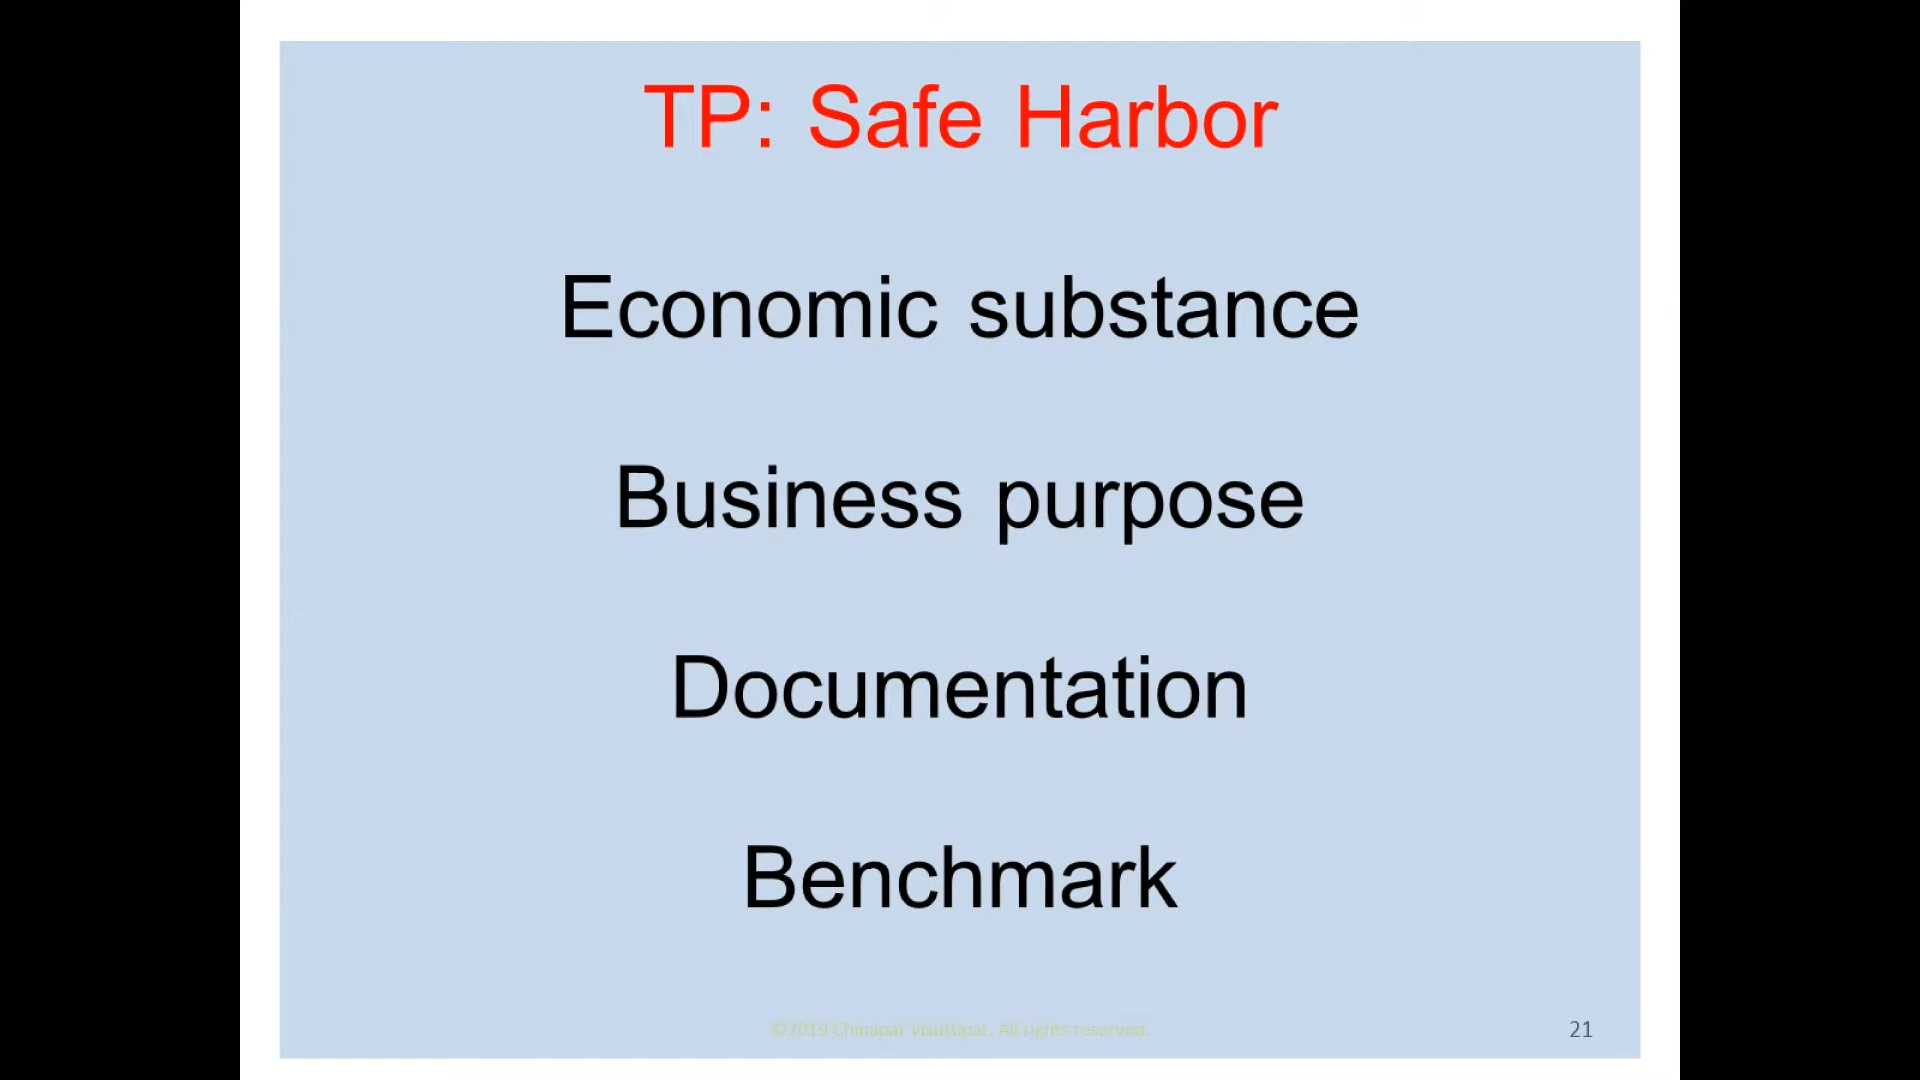 TP: Safe Harbor
Economic substance
Business purpose
Documentation
Benchmark
©2019 Chinapat Visuttipat. All rights reserved.
21